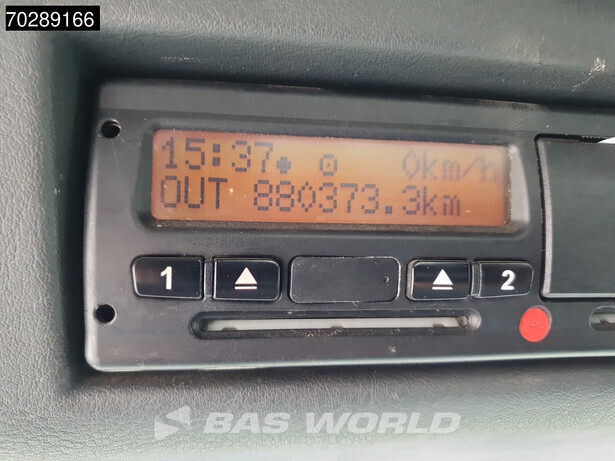 70289166
15:37 0km/h
OUT 880373.3km
1 2
BAS WORLD